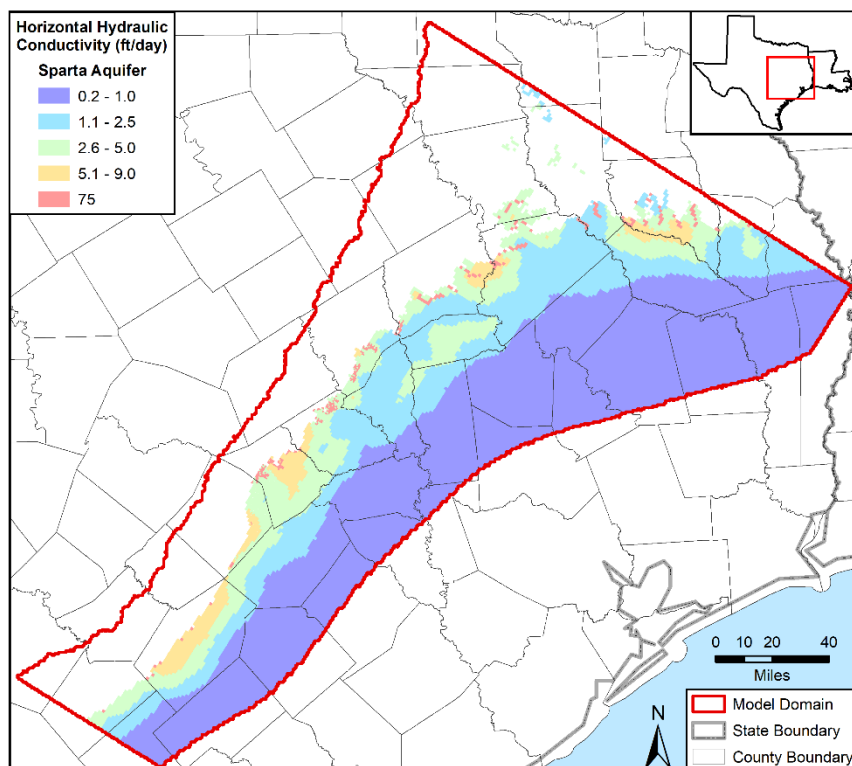 Horizontal Hydraulic
Conductivity (ft/day)
Sparta Aquifer
0.2 - 1.0
1.1 - 2.5
2.6 - 5.0
5.1 - 9.0
75
0 10 20 40
Miles
N
Model Domain
State Boundary
County Boundary